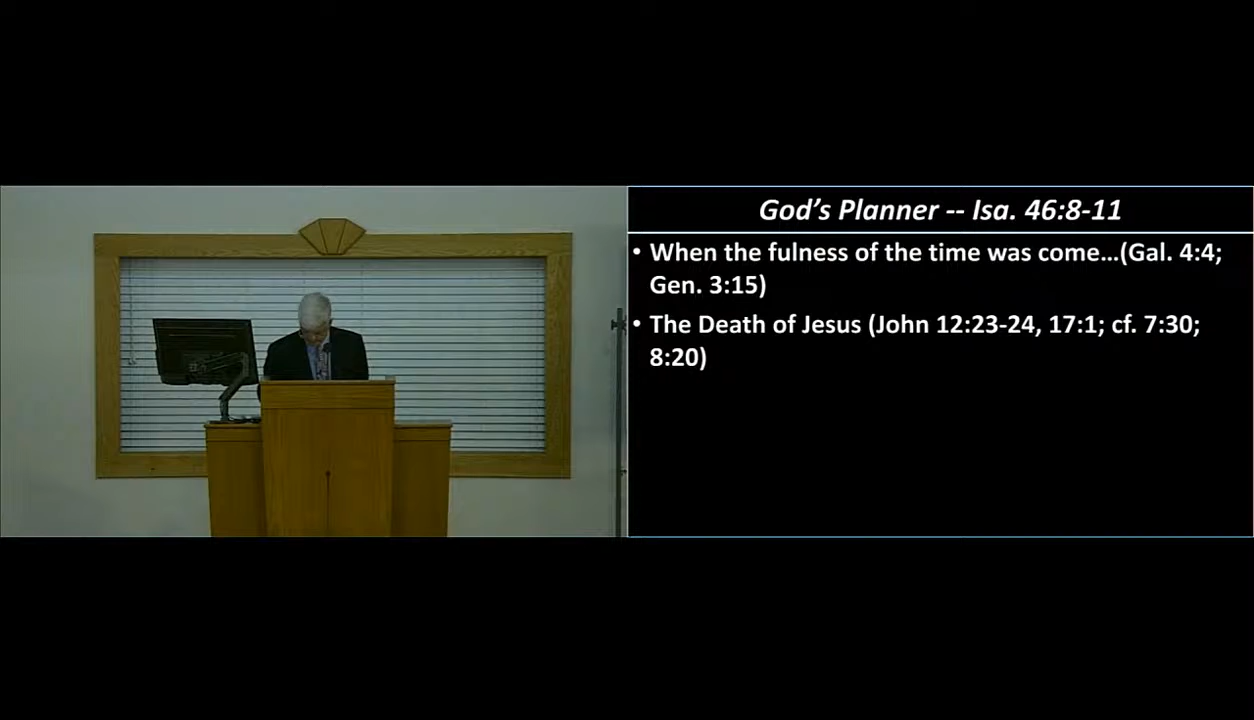 God's Planner -- Isa. 46:8-11
• When the fulness of the time was come...(Gal. 4:4;
Gen. 3:15)
• The Death of Jesus (John 12:23-24, 17:1; cf. 7:30;
8:20)